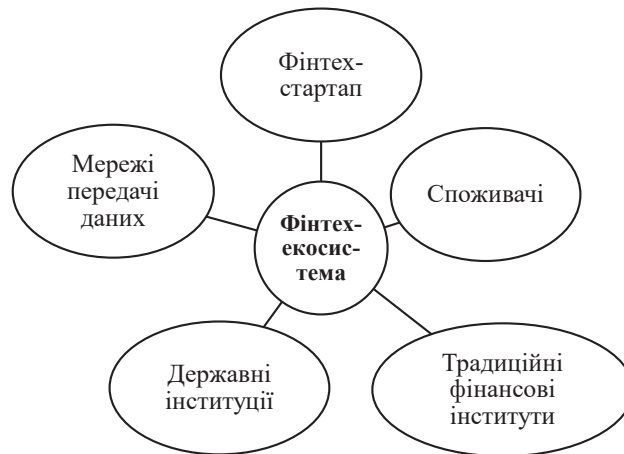 Фінтех-
стартап
Мережі
передачі
даних
Споживачі
Фінтех-
екосис-
тема
Державні
інституції
Традиційні
фінансові
інститути